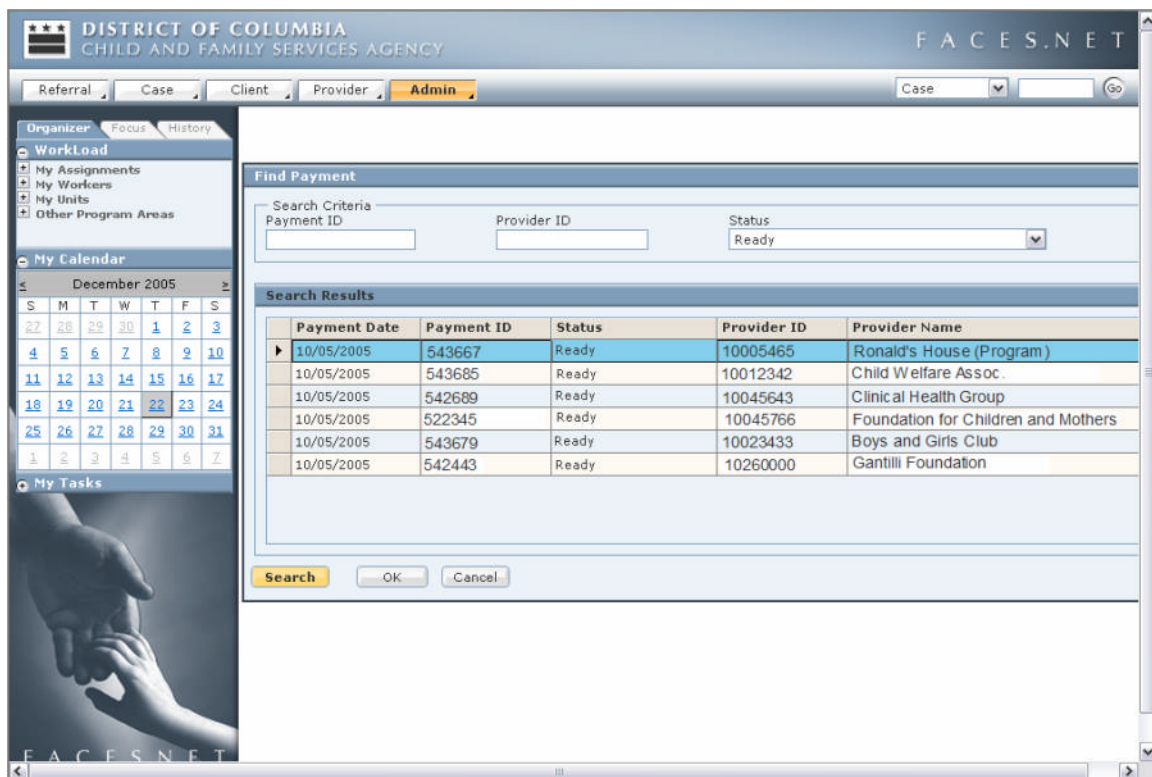 DISTRICT OF COLUMBIA
CHILD AND FAMILY SERVICES AGENCY
FACES.NET
Referral Case Client Provider Admin Case Go
Organizer Focus History
WorkLoad
My Assignments
My Workers
My Units
Other Program Areas
My Calendar
< December 2005 >
S M T W T F S
27 28 29 30 1 2 3
4 5 6 7 8 9 10
11 12 13 14 15 16 17
18 19 20 21 22 23 24
25 26 27 28 29 30 31
1 2 3 4 5 6 7
My Tasks
FACESNET
Find Payment
Search Criteria
Payment ID Provider ID Status
Ready
Search Results
Payment Date Payment ID Status Provider ID Provider Name
10/05/2005 543667 Ready 10005465 Ronald's House (Program)
10/05/2005 543685 Ready 10012342 Child Welfare Assoc.
10/05/2005 542689 Ready 10045643 Clinical Health Group
10/05/2005 522345 Ready 10045766 Foundation for Children and Mothers
10/05/2005 543679 Ready 10023433 Boys and Girls Club
10/05/2005 542443 Ready 10260000 Gantilli Foundation
Search OK Cancel